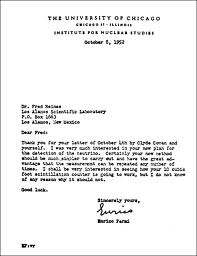 THE UNIVERSITY OF CHICAGO
CHICAGO 37 · ILLINOIS
INSTITUTE FOR NUCLEAR STUDIES
October 8, 1952
Dr. Fred Reines
Los Alamos Scientific Laboratory
P.O. Box 1663
Los Alamos, New Mexico
Dear Fred:
Thank you for your letter of October 4th by Clyde Cowan and
yourself. I was very much interested in your new plan for
the detection of the neutrino. Certainly your new method
should be much simpler to carry out and have the great ad-
vantage that the measurement can be repeated any number of
times. I shall be very interested in seeing how your 10 cubic
foot scintillation counter is going to work, but I do not know
of any reason why it should not.
Good luck.
Sincerely yours,
Enrico
Enrico Fermi
EF:vr